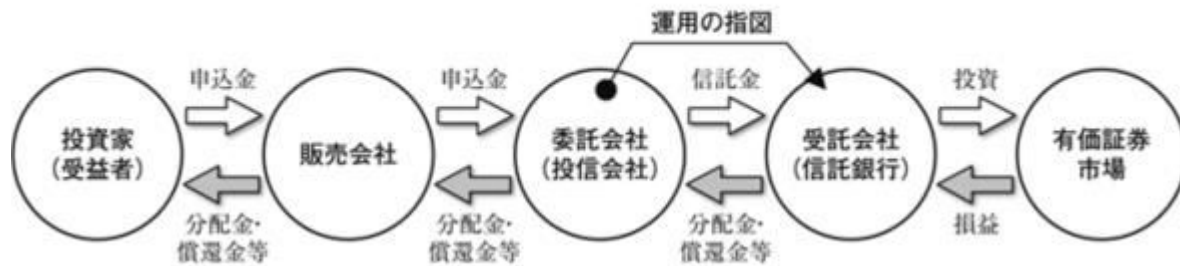 運用の指図
申込金
申込金
信託金
投資
投資家
（受益者）
販売会社
委託会社
（投信会社）
受託会社
（信託銀行）
有価証券
市場
分配金・
償還金等
分配金・
償還金等
分配金・
償還金等
損益